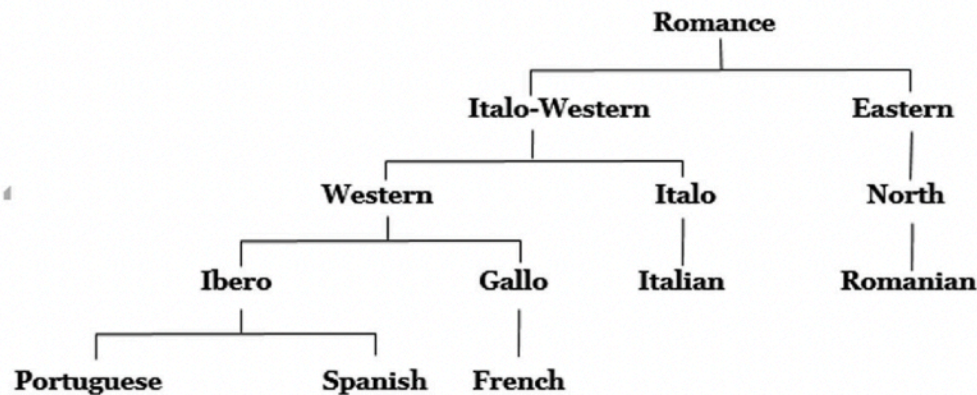 Romance
Italo-Western Eastern
Western Italo North
Ibero Gallo Italian Romanian
Portuguese Spanish French